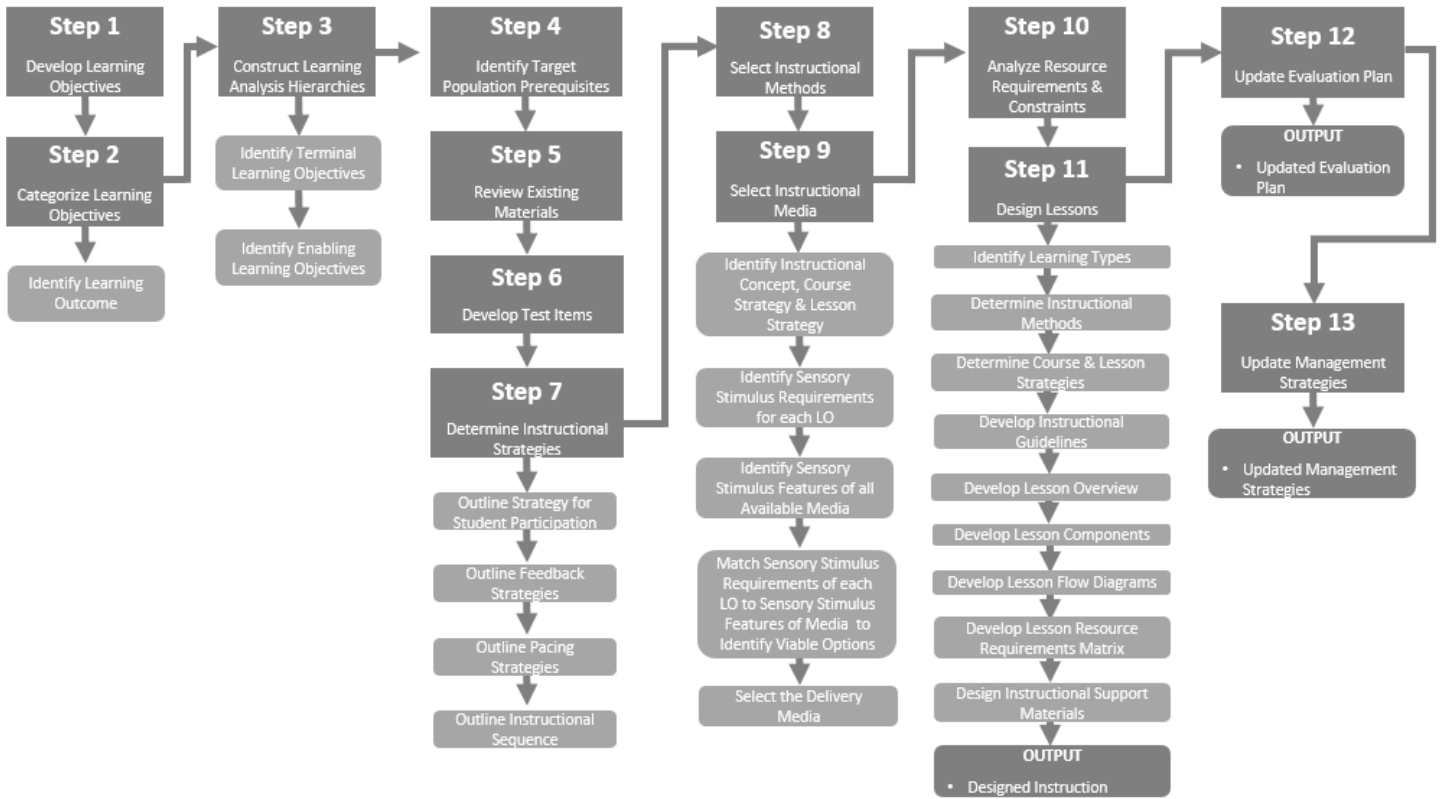 Step 1
Develop Learning
Objectives
Step 2
Categorize Learning
Objectives
Identify Learning
Outcome
Step 3
Construct Learning
Analysis Hierarchies
Identify Terminal
Learning Objectives
Identify Enabling
Learning Objectives
Step 4
Identify Target
Population Prerequisites
Step 5
Review Existing
Materials
Step 6
Develop Test Items
Step 7
Determine Instructional
Strategies
Outline Strategy for
Student Participation
Outline Feedback
Strategies
Outline Pacing
Strategies
Outline Instructional
Sequence
Step 8
Select Instructional
Methods
Step 9
Select Instructional
Media
Identify Instructional
Concept, Course
Strategy & Lesson
Strategy
Identify Sensory
Stimulus Requirements
for each LO
Identify Sensory
Stimulus Features of all
Available Media
Match Sensory Stimulus
Requirements of each
LO to Sensory Stimulus
Features of Media to
Identify Viable Options
Select the Delivery
Media
Step 10
Analyze Resource
Requirements &
Constraints
Step 11
Design Lessons
Identify Learning Types
Determine Instructional
Methods
Determine Course & Lesson
Strategies
Develop Instructional
Guidelines
Develop Lesson Overview
Develop Lesson Components
Develop Lesson Flow Diagrams
Develop Lesson Resource
Requirements Matrix
Design Instructional Support
Materials
OUTPUT
• Designed Instruction
Step 12
Update Evaluation Plan
OUTPUT
• Updated Evaluation
Plan
Step 13
Update Management
Strategies
OUTPUT
• Updated Management
Strategies